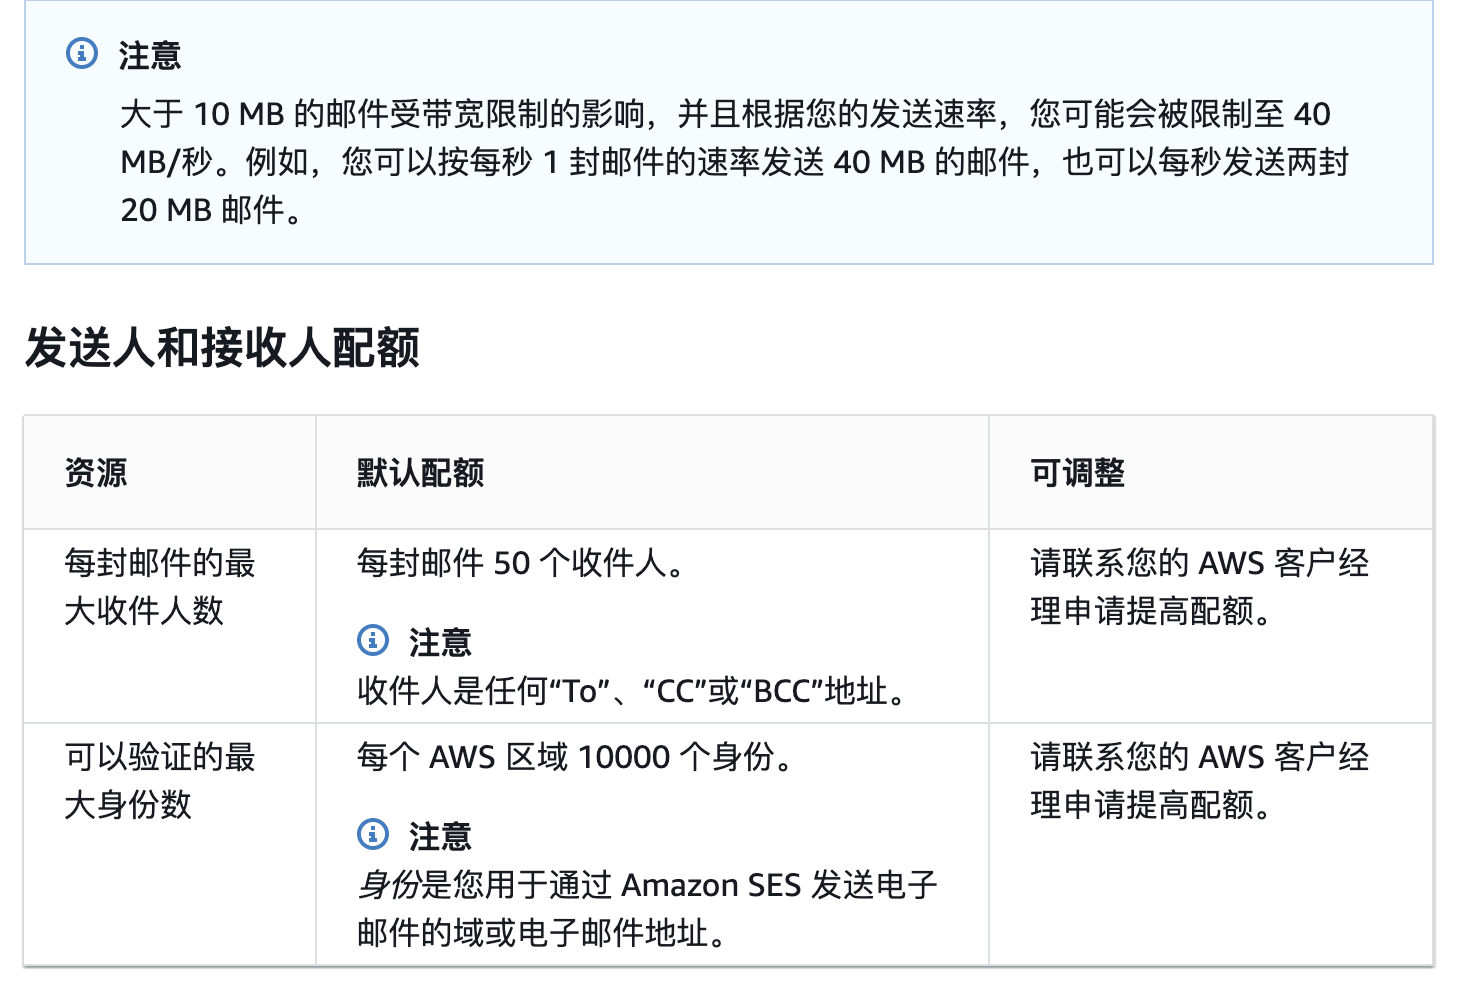 注意
大于 10 MB 的邮件受带宽限制的影响，并且根据您的发送速率，您可能会被限制至 40
MB/秒。例如，您可以按每秒 1 封邮件的速率发送 40 MB 的邮件，也可以每秒发送两封
20 MB 邮件。
发送人和接收人配额
资源
默认配额
可调整
每封邮件的最
大收件人数
每封邮件 50 个收件人。
注意
收件人是任何“To”、“CC”或“BCC”地址。
请联系您的 AWS 客户经
理申请提高配额。
可以验证的最
大身份数
每个 AWS 区域 10000 个身份。
注意
身份是您用于通过 Amazon SES 发送电子
邮件的域或电子邮件地址。
请联系您的 AWS 客户经
理申请提高配额。